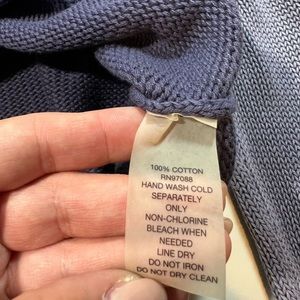 100% COTTON
RN97088
HAND WASH COLD
SEPARATELY
ONLY
NON-CHLORINE
BLEACH WHEN
NEEDED
LINE DRY
DO NOT IRON
DO NOT DRY CLEAN